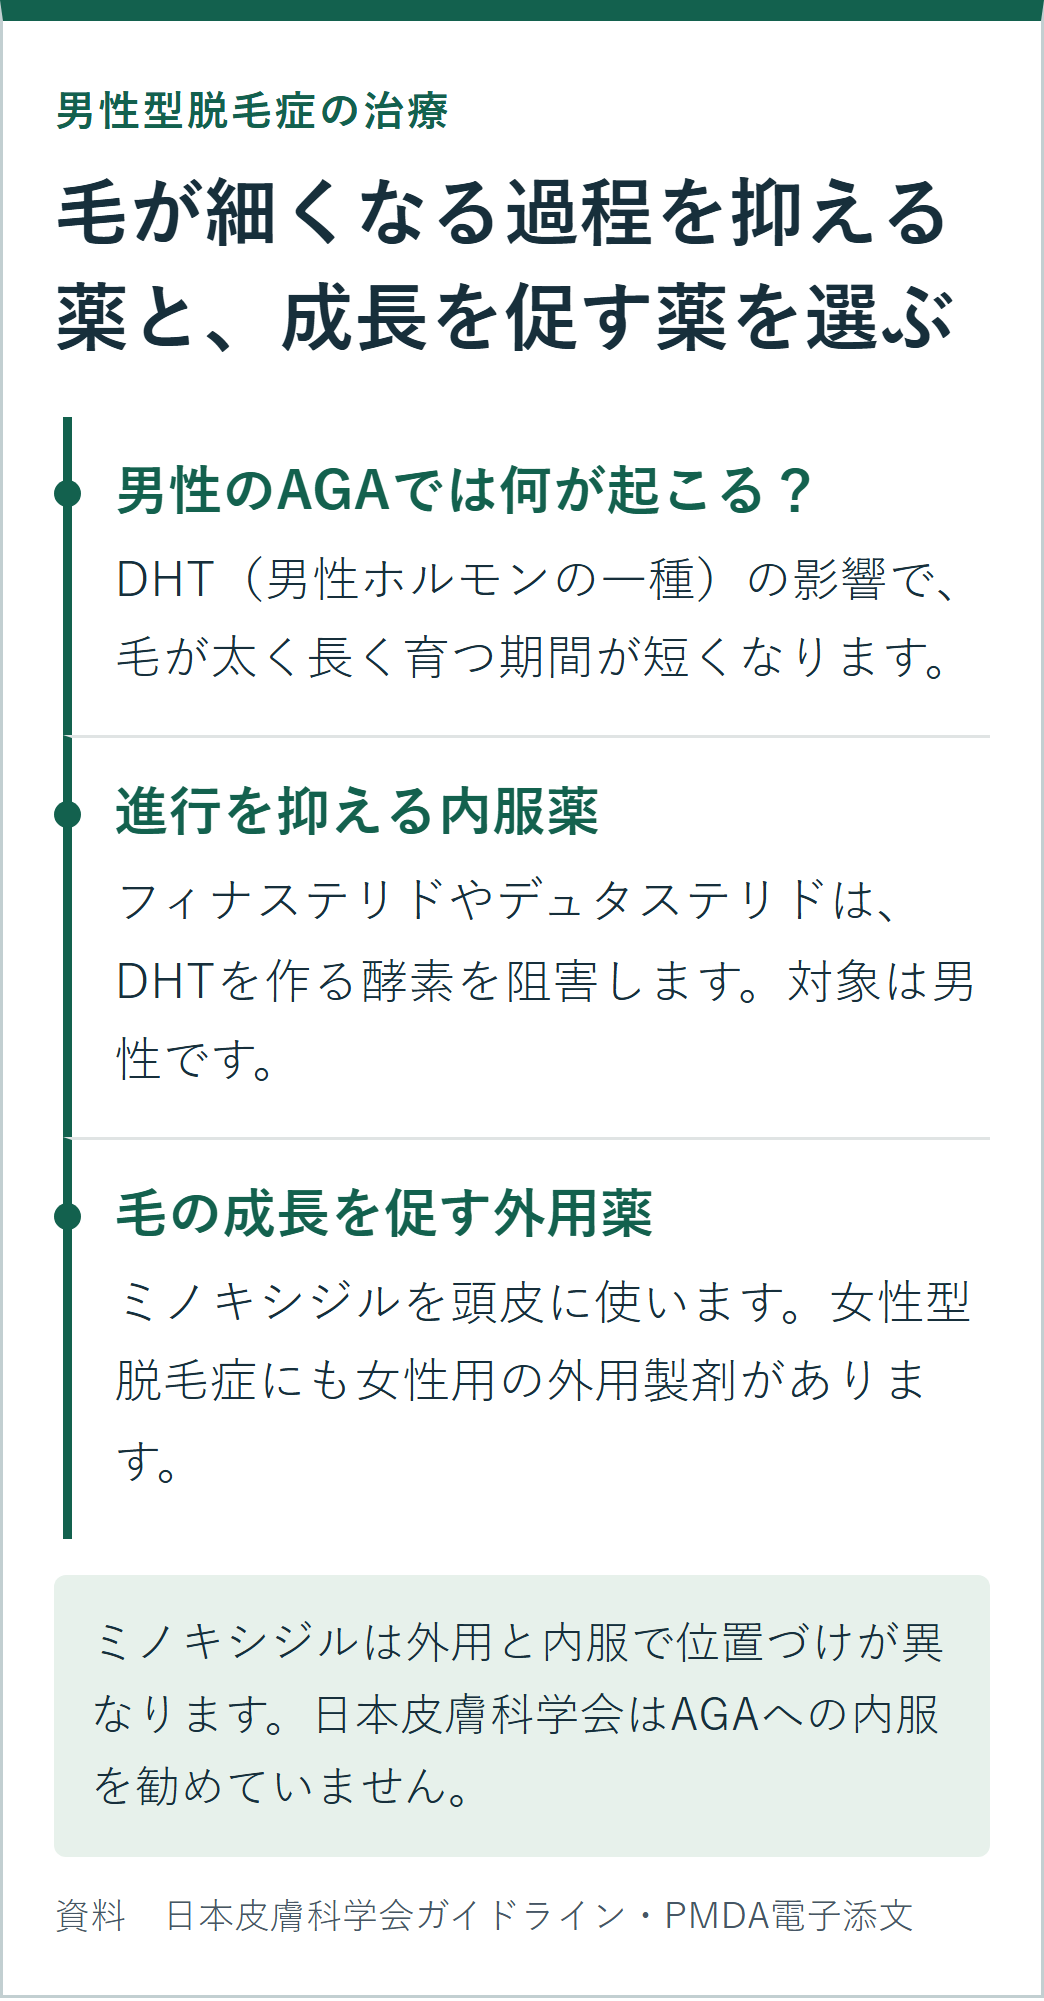 男性型脱毛症の治療
毛が細くなる過程を抑える
薬と、成長を促す薬を選ぶ
男性のAGAでは何が起こる？
DHT（男性ホルモンの一種）の影響で、
毛が太く長く育つ期間が短くなります。
進行を抑える内服薬
フィナステリドやデュタステリドは、
DHTを作る酵素を阻害します。対象は男
性です。
毛の成長を促す外用薬
ミノキシジルを頭皮に使います。女性型
脱毛症にも女性用の外用製剤がありま
す。
ミノキシジルは外用と内服で位置づけが異
なります。日本皮膚科学会はAGAへの内服
を勧めていません。
資料　日本皮膚科学会ガイドライン・PMDA電子添文